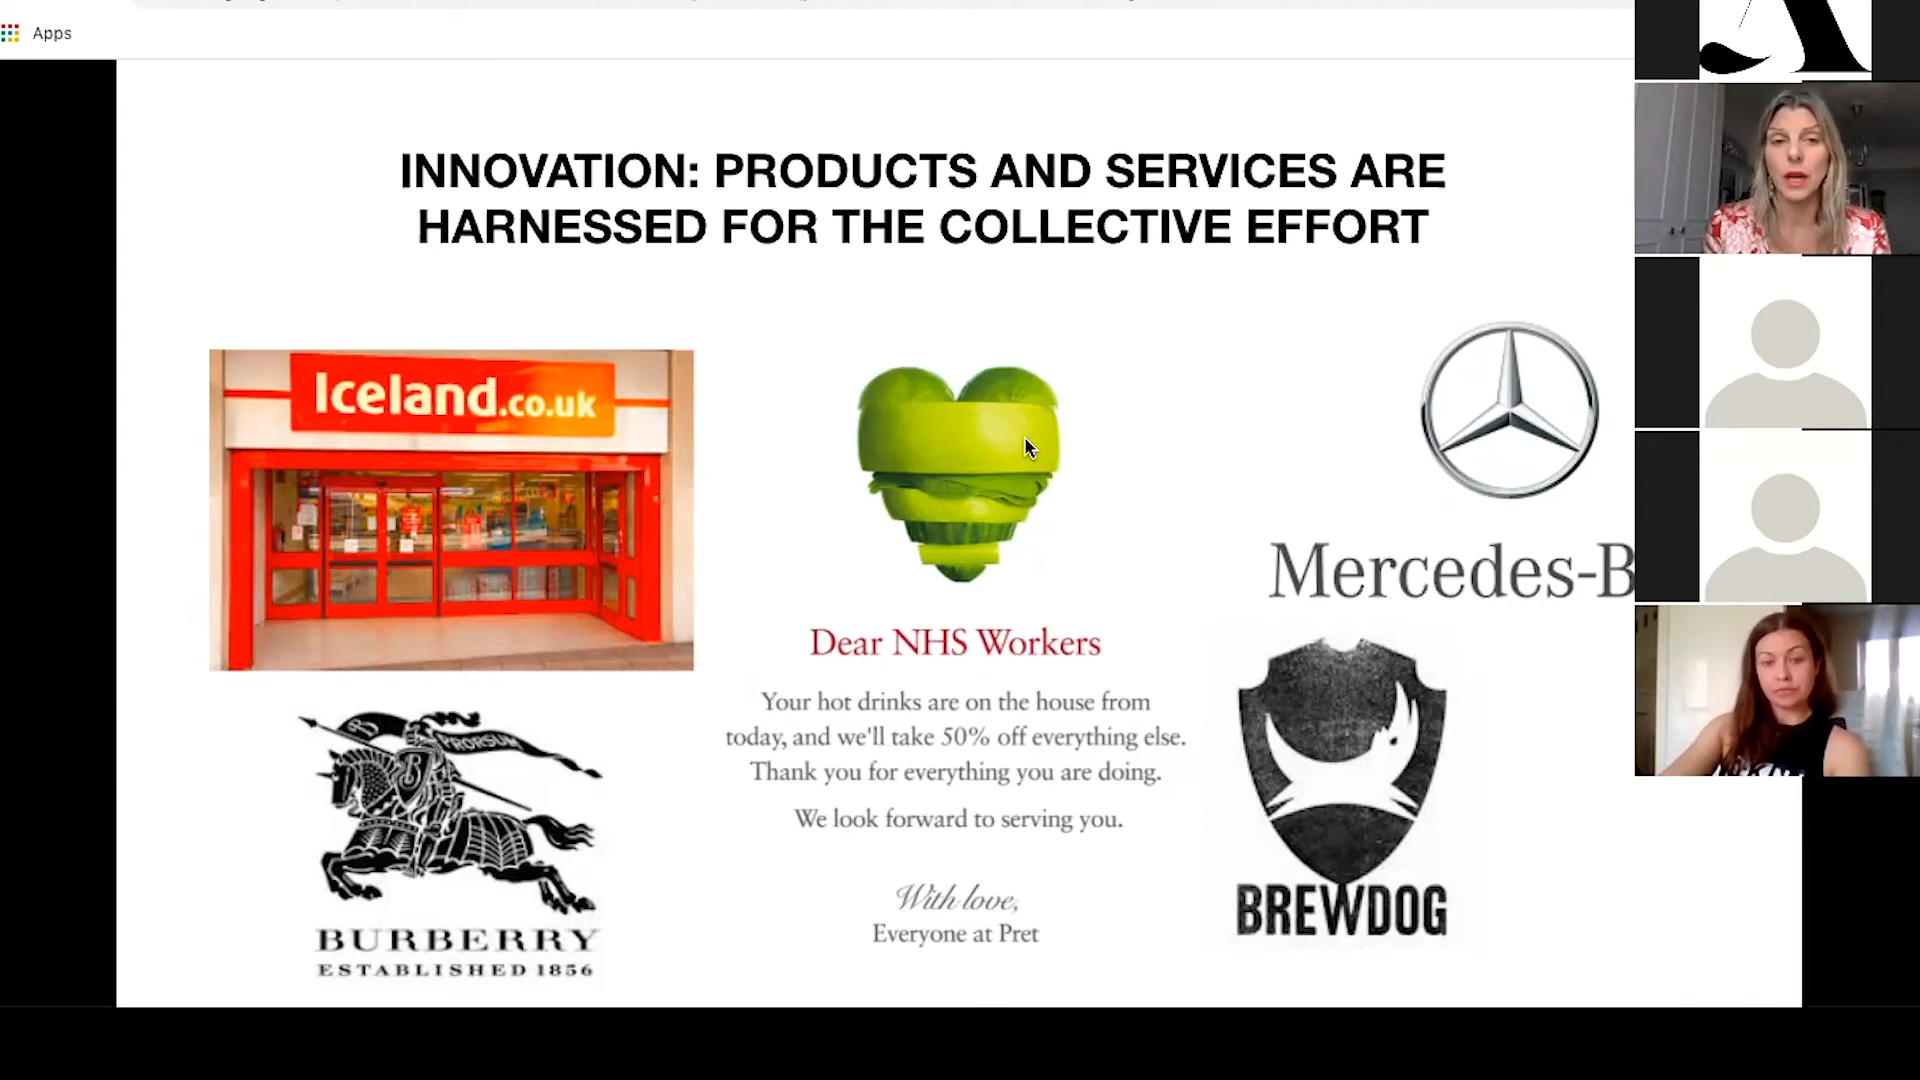 Apps
INNOVATION: PRODUCTS AND SERVICES ARE
HARNESSED FOR THE COLLECTIVE EFFORT
Iceland.co.uk
Mercedes-B
Dear NHS Workers
Your hot drinks are on the house from
today, and we'll take 50% off everything else.
Thank you for everything you are doing.
We look forward to serving you.
With love,
Everyone at Pret
B PRORSUM
B
BURBERRY
ESTABLISHED 1856
BREWDOG